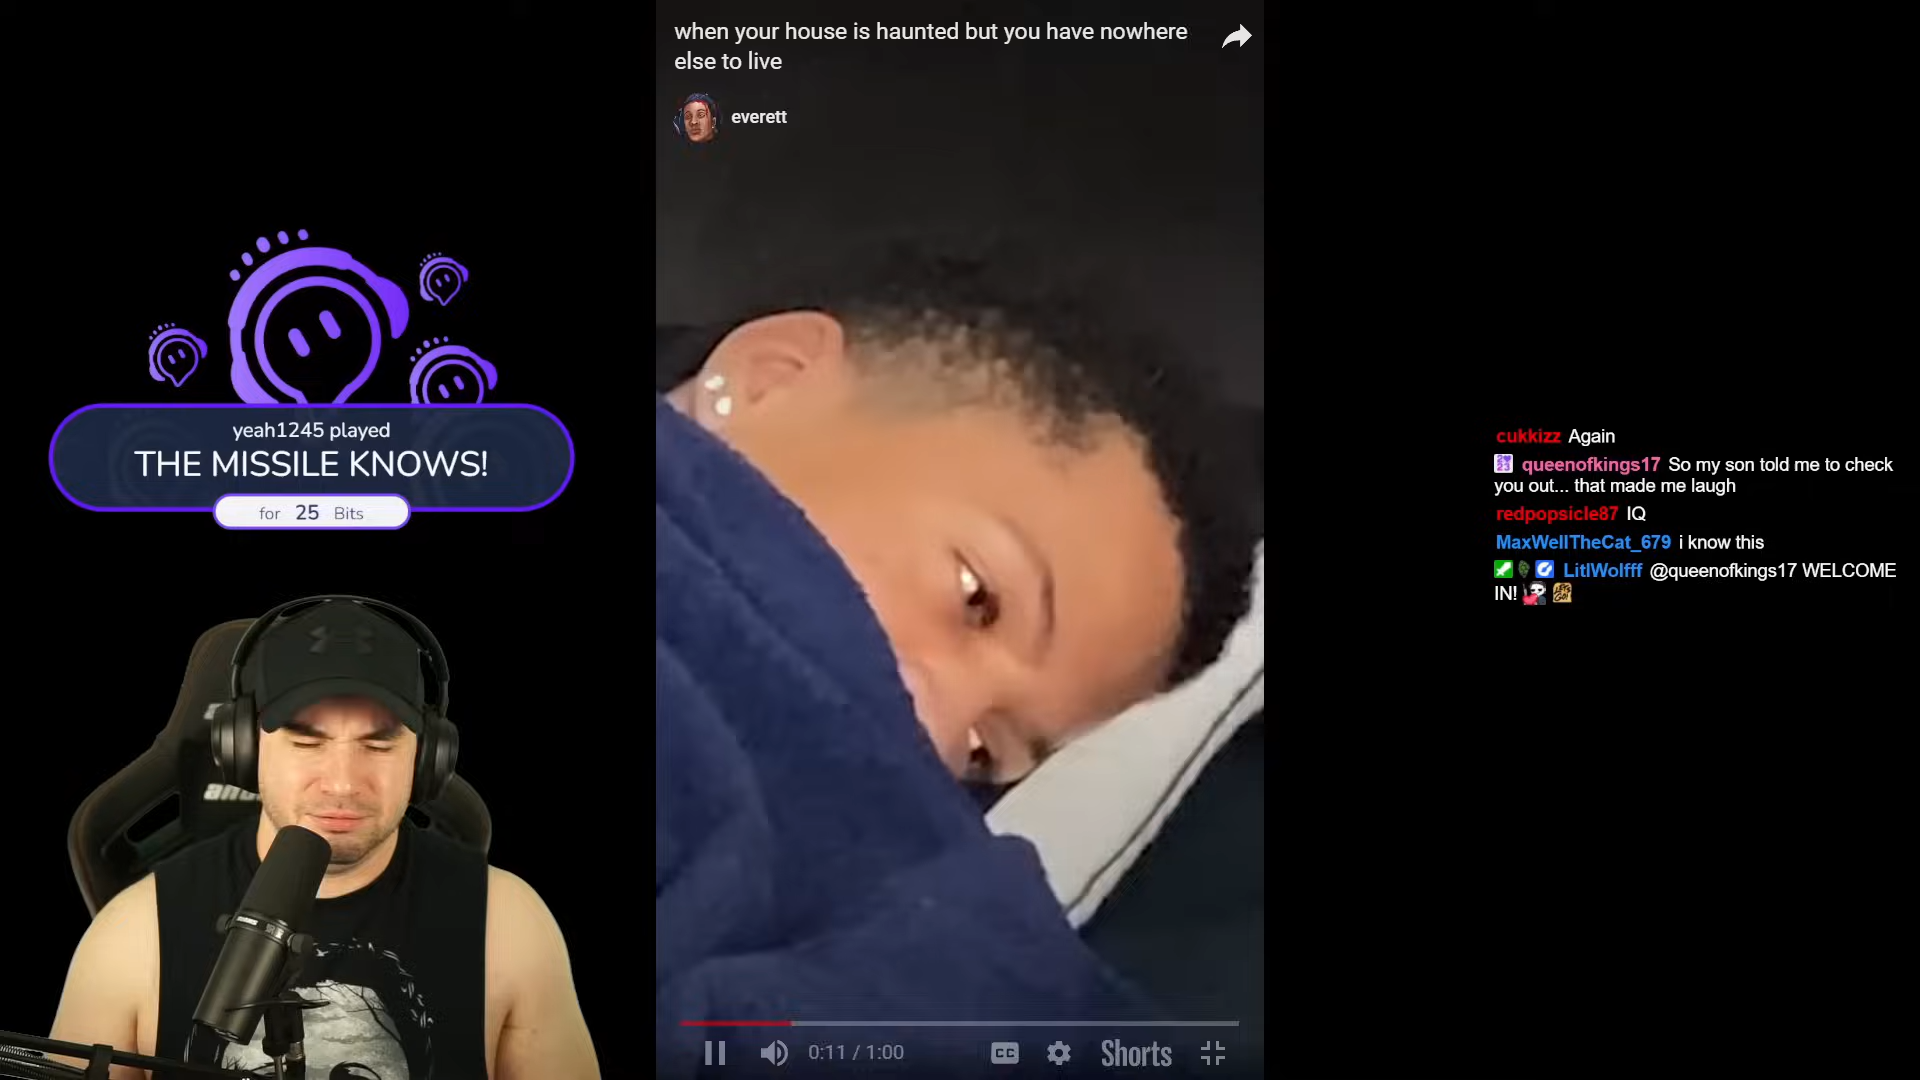 when your house is haunted but you have nowhere
else to live
everett
yeah1245 played
THE MISSILE KNOWS!
for 25 Bits
cukkizz Again
queenofkings17 So my son told me to check
you out... that made me laugh
redpopsicle87 IQ
MaxWellTheCat_679 i know this
LitlWolfff @queenofkings17 WELCOME
IN!
0:11 / 1:00
CC
Shorts